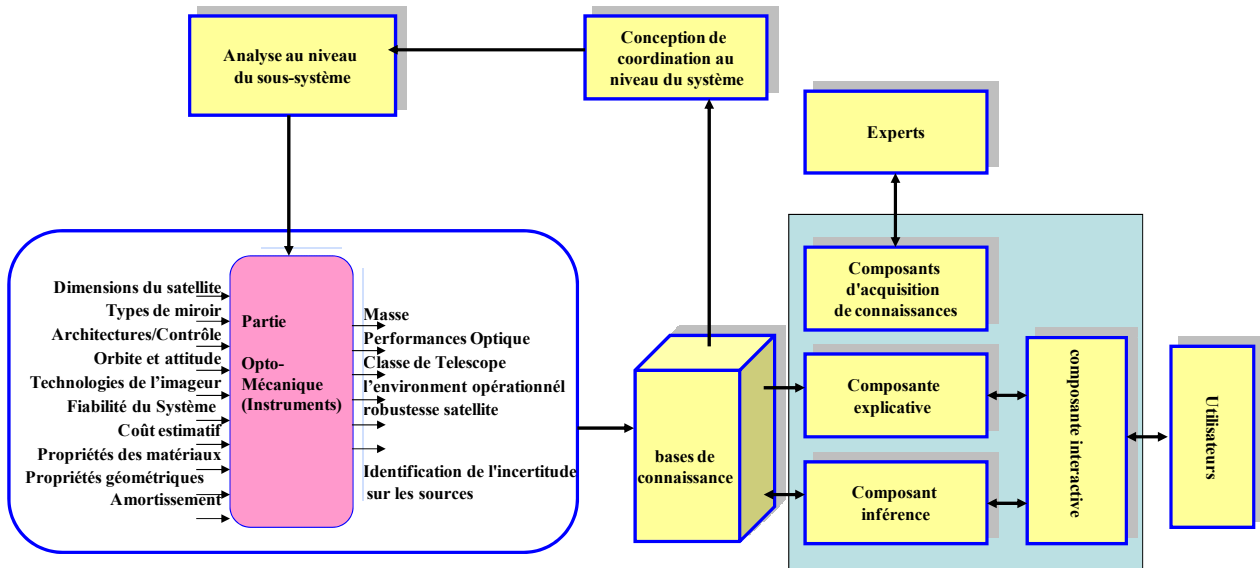 Analyse au niveau
du sous-système
Conception de
coordination au
niveau du système
Experts
Composants
d'acquisition
de connaissances
Dimensions du satellite
Types de miroir
Architectures/Contrôle
Orbite et attitude
Technologies de l’imageur
Fiabilité du Système
Coût estimatif
Propriétés des matériaux
Propriétés géométriques
Amortissement
Partie
Opto-
Mécanique
(Instruments)
Masse
Performances Optique
Classe de Telescope
l’environment opérationnél
robustesse satellite
Identification de l'incertitude
sur les sources
bases de
connaissance
Composante
explicative
Composant
inférence
composante interactive
Utilisateurs